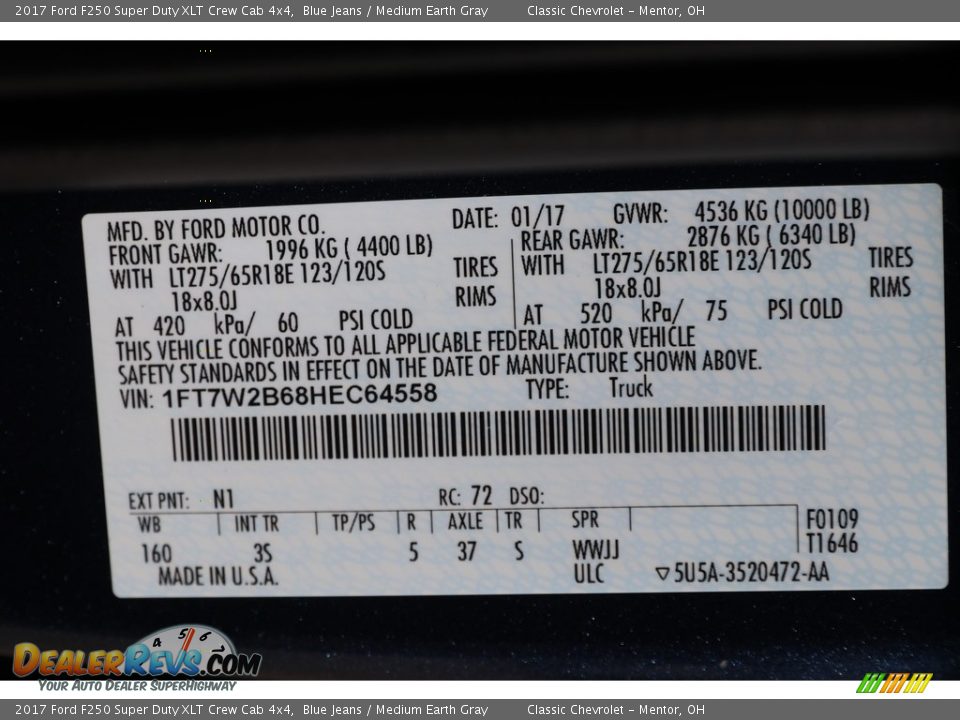 2017 Ford F250 Super Duty XLT Crew Cab 4x4, Blue Jeans / Medium Earth Gray Classic Chevrolet - Mentor, OH
MFD. BY FORD MOTOR CO. DATE: 01/17 GVWR: 4536 KG (10000 LB)
FRONT GAWR: 1996 KG ( 4400 LB) REAR GAWR: 2876 KG ( 6340 LB)
WITH LT275/65R18E 123/120S TIRES WITH LT275/65R18E 123/120S TIRES
18x8.0J RIMS 18x8.0J RIMS
AT 420 kPa/ 60 PSI COLD AT 520 kPa/ 75 PSI COLD
THIS VEHICLE CONFORMS TO ALL APPLICABLE FEDERAL MOTOR VEHICLE
SAFETY STANDARDS IN EFFECT ON THE DATE OF MANUFACTURE SHOWN ABOVE.
VIN: 1FT7W2B68HEC64558 TYPE: Truck
EXT PNT: N1 RC: 72 DSO:
WB INT TR TP/PS R AXLE TR SPR F0109
160 3S 5 37 S WWJJ T1646
MADE IN U.S.A. ULC ▽5U5A-3520472-AA
4 5 6
DEALERREVS.COM
YOUR AUTO DEALER SUPERHIGHWAY
2017 Ford F250 Super Duty XLT Crew Cab 4x4, Blue Jeans / Medium Earth Gray Classic Chevrolet - Mentor, OH